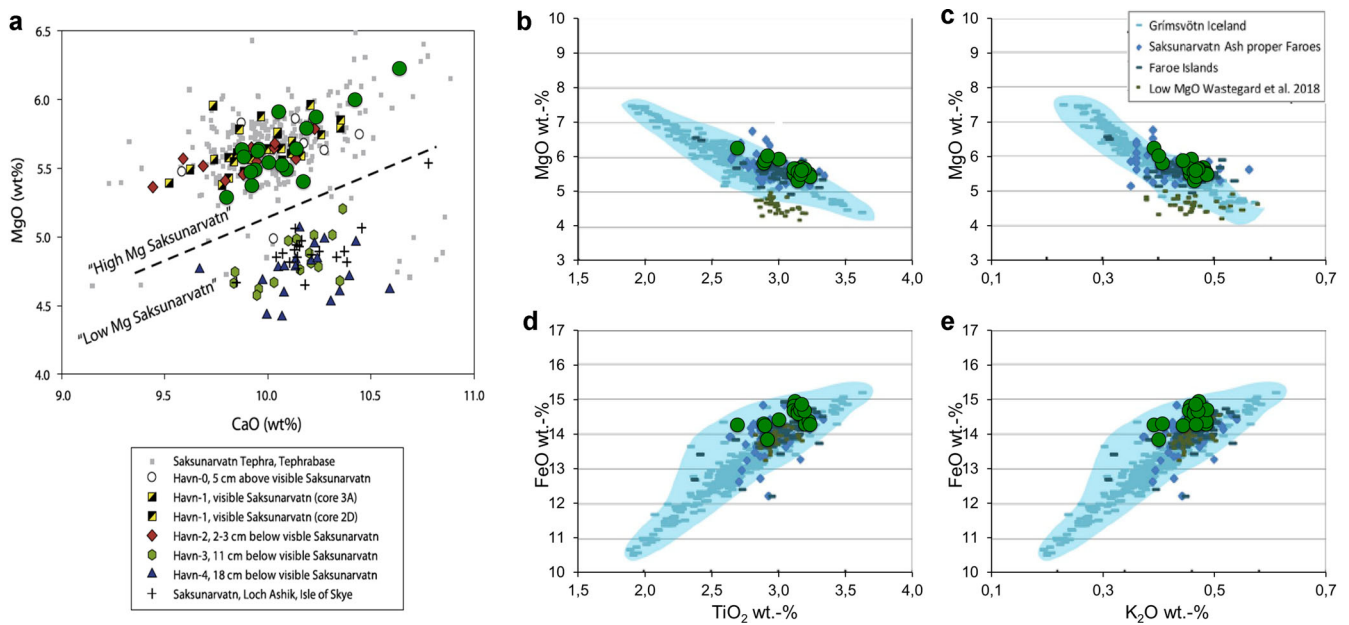 a
6.5
6.0
5.5
5.0
4.5
4.0
MgO (wt%)
"High Mg Saksunarvatn"
"Low Mg Saksunarvatn"
9.0 9.5 10.0 10.5 11.0
CaO (wt%)
Saksunarvatn Tephra, Tephrabase
Havn-0, 5 cm above visible Saksunarvatn
Havn-1, visible Saksunarvatn (core 3A)
Havn-1, visible Saksunarvatn (core 2D)
Havn-2, 2-3 cm below visble Saksunarvatn
Havn-3, 11 cm below visible Saksunarvatn
Havn-4, 18 cm below visible Saksunarvatn
Saksunarvatn, Loch Ashik, Isle of Skye
b
10
9
8
7
6
5
4
3
MgO wt.-%
1,5 2,0 2,5 3,0 3,5 4,0
c
10
9
8
7
6
5
4
3
MgO wt.-%
0,1 0,3 0,5 0,7
Grímsvötn Iceland
Saksunarvatn Ash proper Faroes
Faroe Islands
Low MgO Wastegard et al. 2018
d
17
16
15
14
13
12
11
10
FeO wt.-%
1,5 2,0 2,5 3,0 3,5 4,0
TiO₂ wt.-%
e
17
16
15
14
13
12
11
10
FeO wt.-%
0,1 0,3 0,5 0,7
K₂O wt.-%